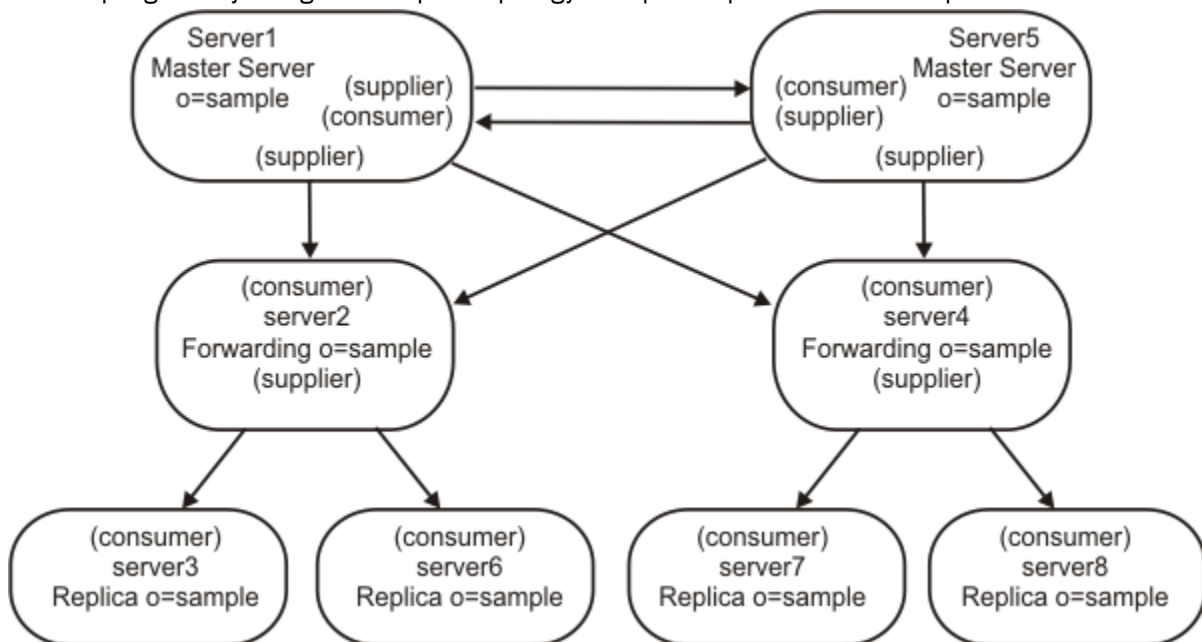 Server1
Master Server
o=sample
(supplier)
(consumer)
(supplier)
Server5
Master Server
o=sample
(consumer)
(supplier)
(supplier)
(consumer)
server2
Forwarding o=sample
(supplier)
(consumer)
server4
Forwarding o=sample
(supplier)
(consumer)
server3
Replica o=sample
(consumer)
server6
Replica o=sample
(consumer)
server7
Replica o=sample
(consumer)
server8
Replica o=sample